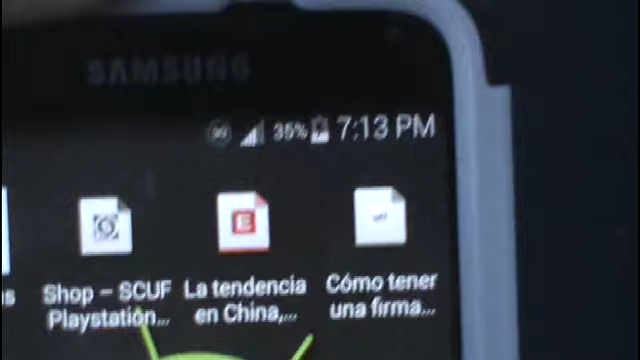 SAMSUNG
35% 7:13 PM
s
Shop – SCUF
Playstation...
La tendencia
en China,...
Cómo tener
una firma...
E